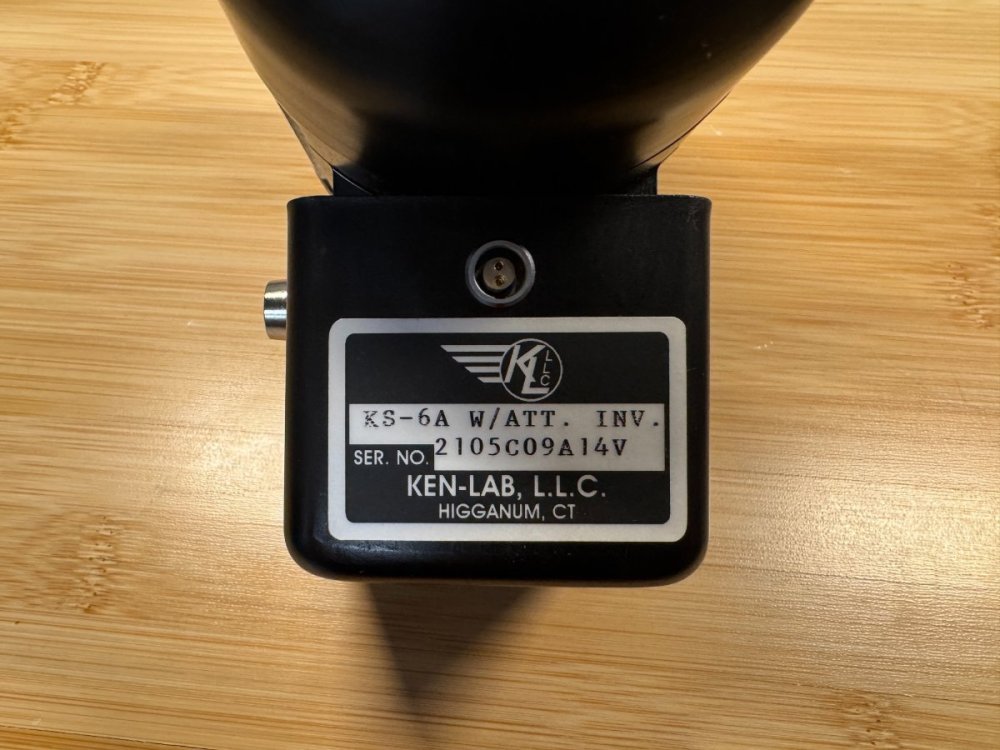 KL LLC
KS-6A W/ATT. INV.
SER. NO. 2105C09A14V
KEN-LAB, L.L.C.
HIGGANUM, CT